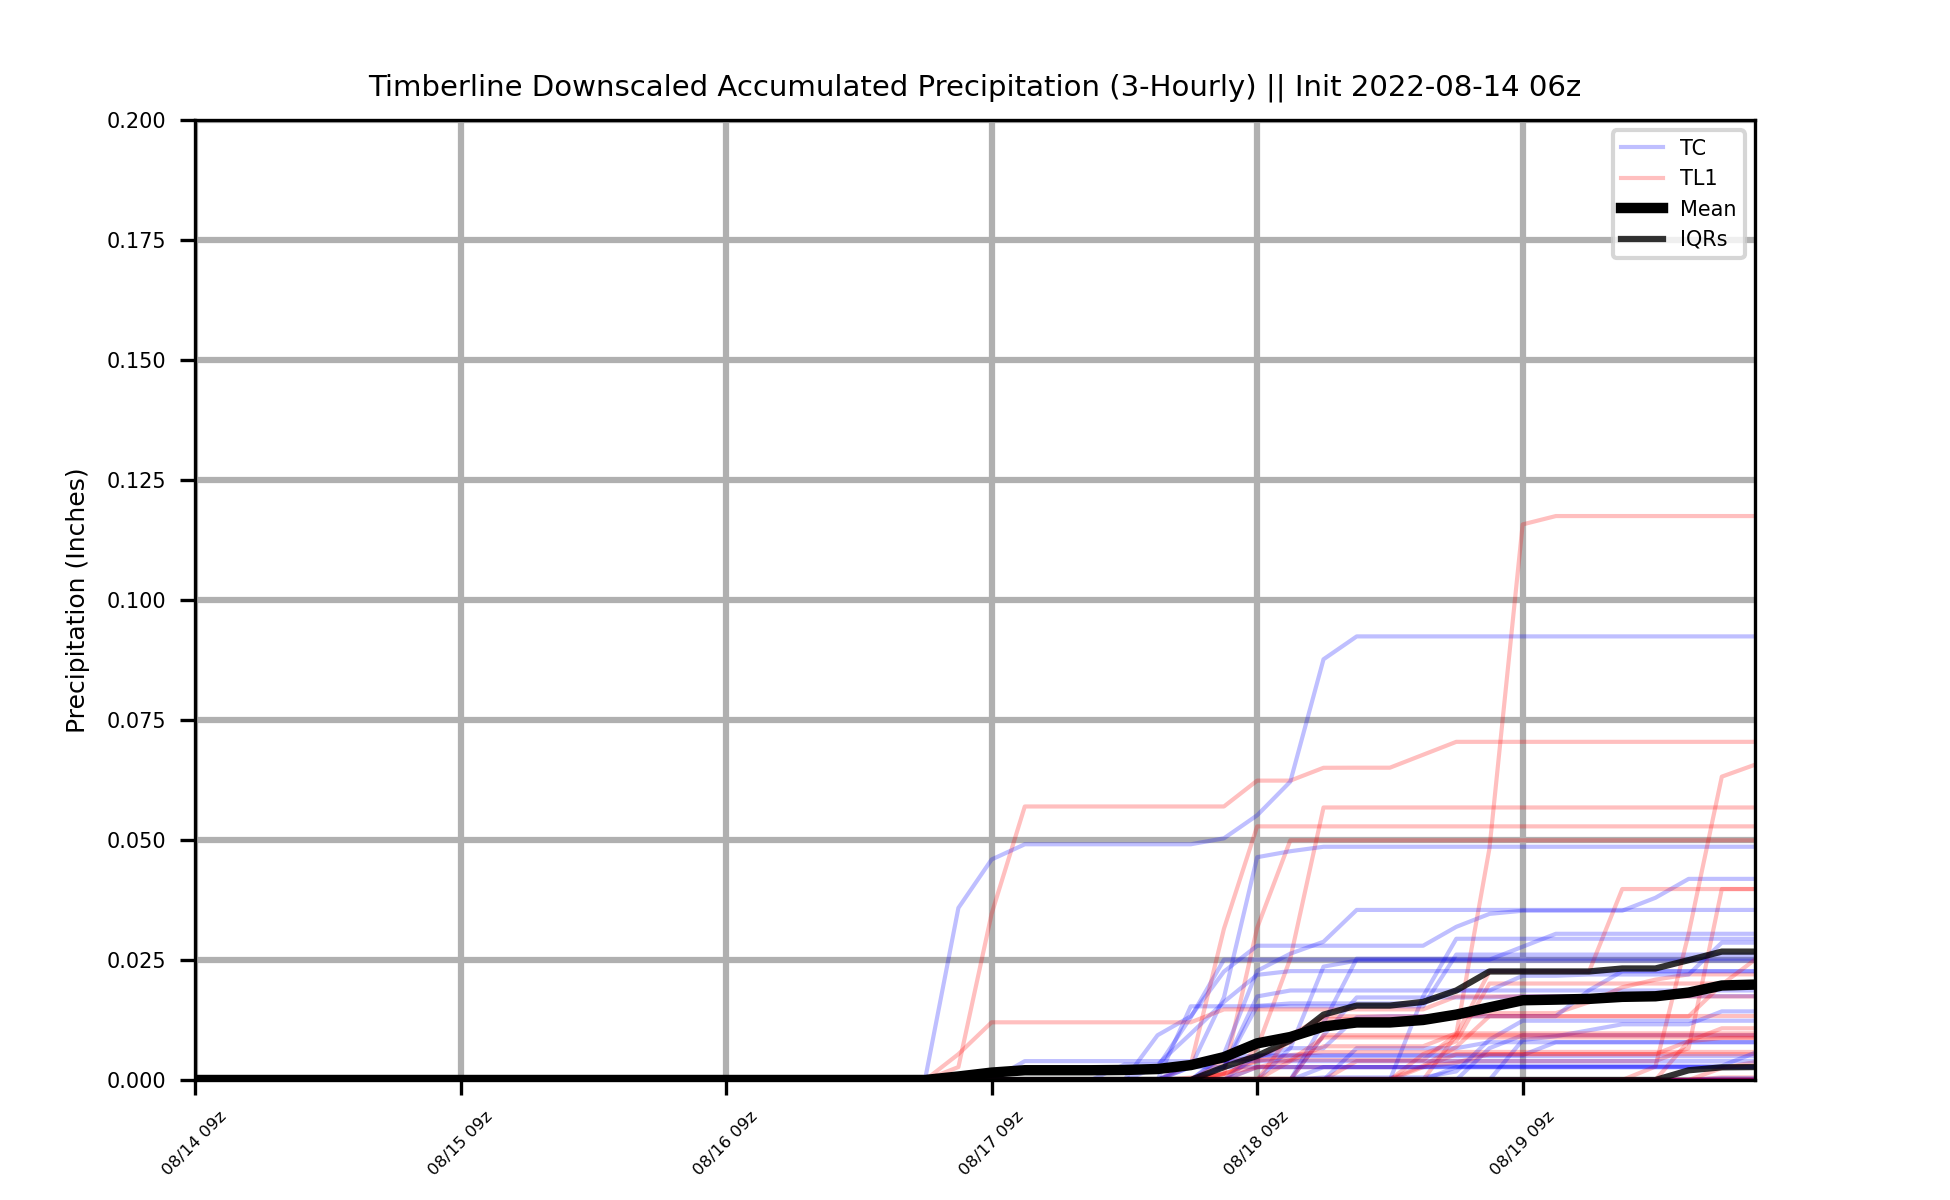 Timberline Downscaled Accumulated Precipitation (3-Hourly) || Init 2022-08-14 06z
TC
TL1
Mean
IQRs
Precipitation (Inches)
0.200
0.175
0.150
0.125
0.100
0.075
0.050
0.025
0.000
08/14 09z
08/15 09z
08/16 09z
08/17 09z
08/18 09z
08/19 09z